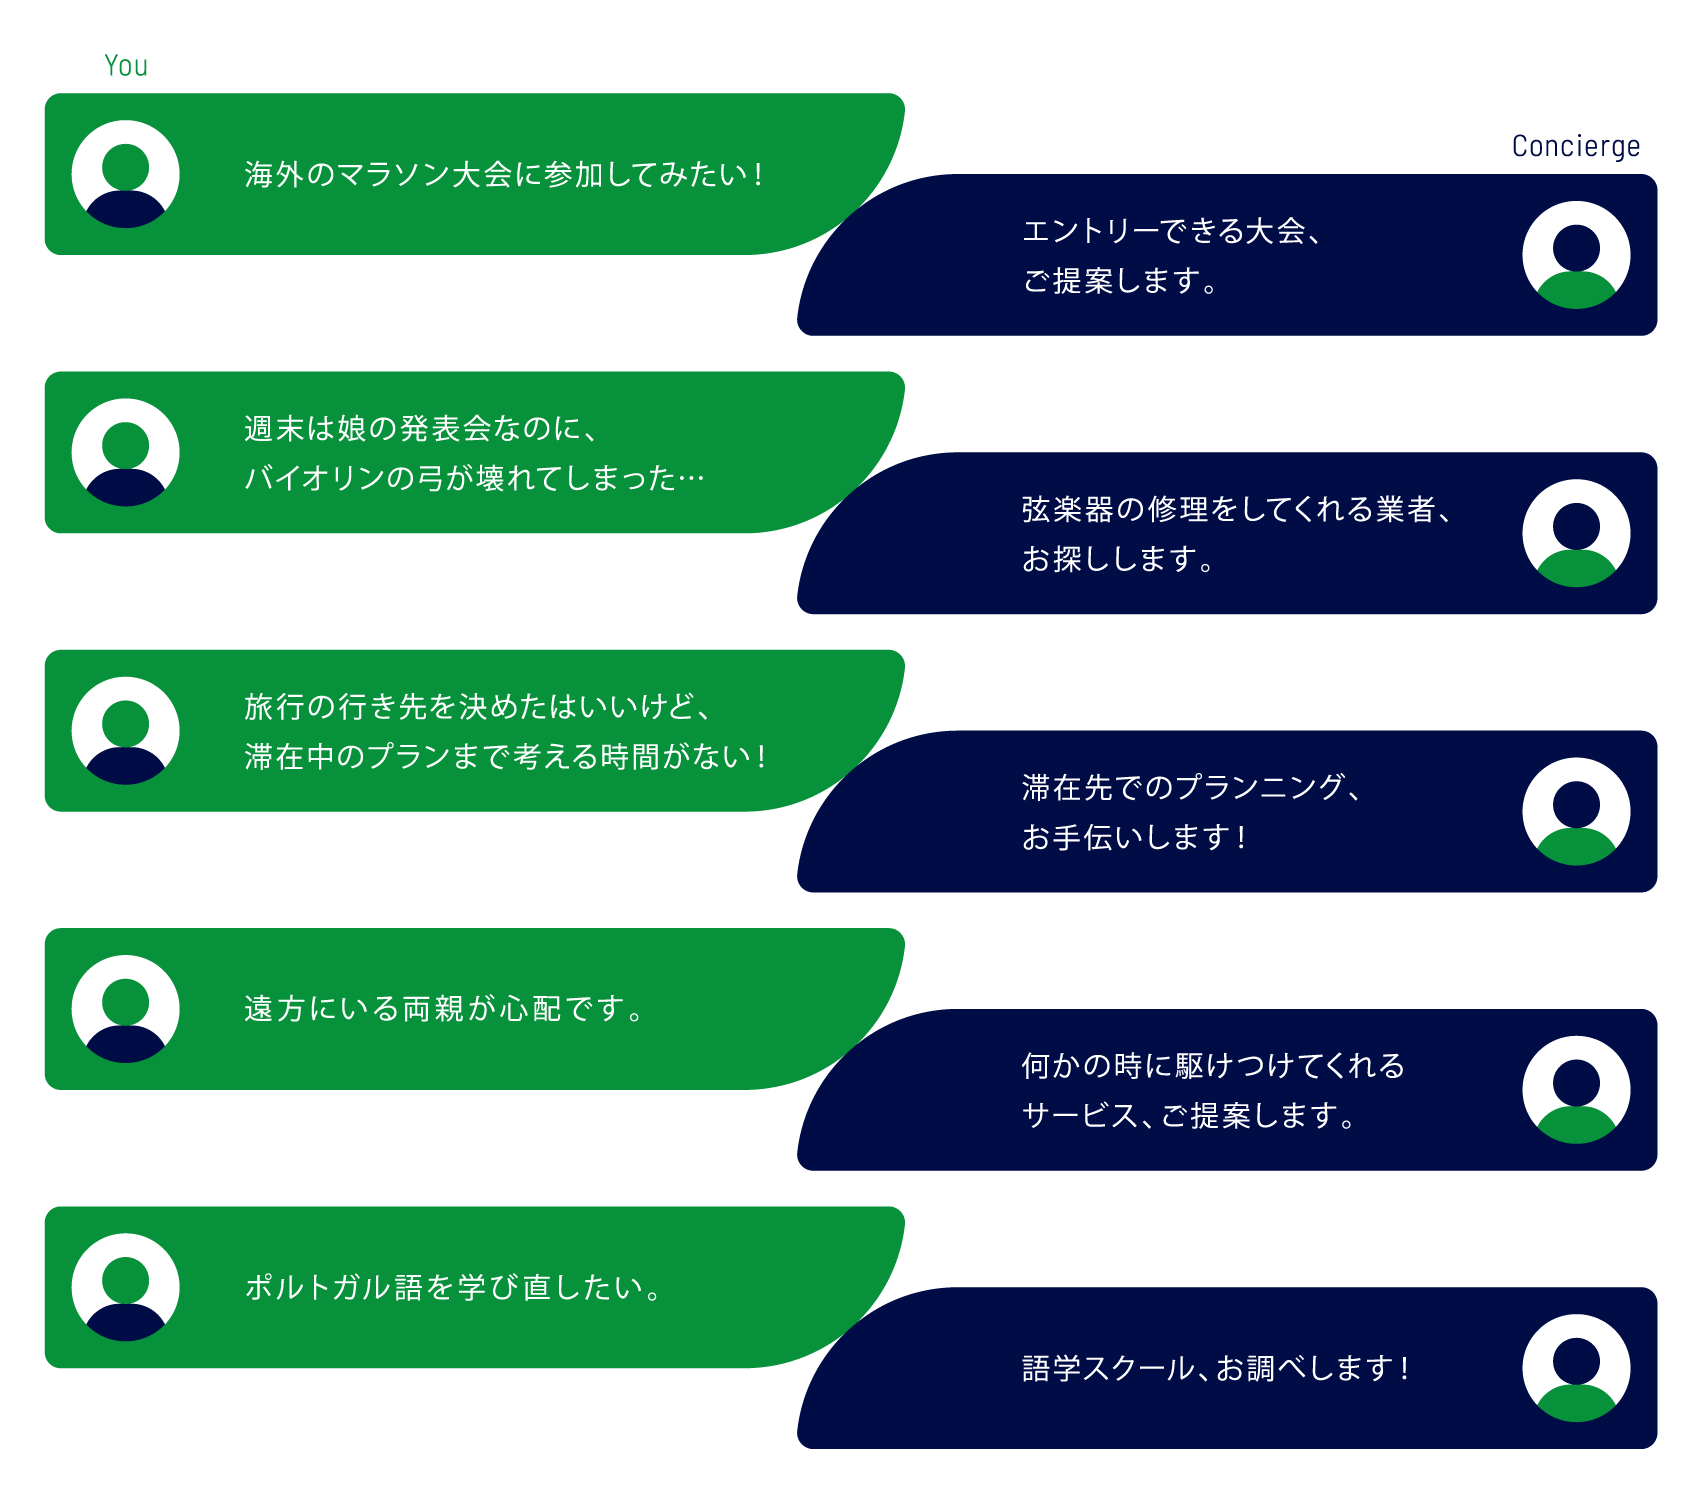 You
海外のマラソン大会に参加してみたい！
Concierge
エントリーできる大会、
ご提案します。
週末は娘の発表会なのに、
バイオリンの弓が壊れてしまった…
弦楽器の修理をしてくれる業者、
お探しします。
旅行の行き先を決めたはいいけど、
滞在中のプランまで考える時間がない！
滞在先でのプランニング、
お手伝いします！
遠方にいる両親が心配です。
何かの時に駆けつけてくれる
サービス、ご提案します。
ポルトガル語を学び直したい。
語学スクール、お調べします！